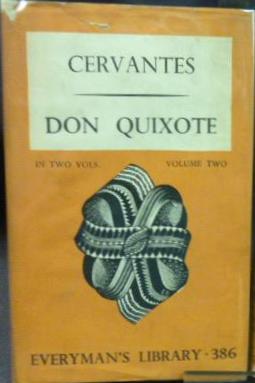 CERVANTES
DON QUIXOTE
IN TWO VOLS. VOLUME TWO
EVERYMAN'S LIBRARY · 386